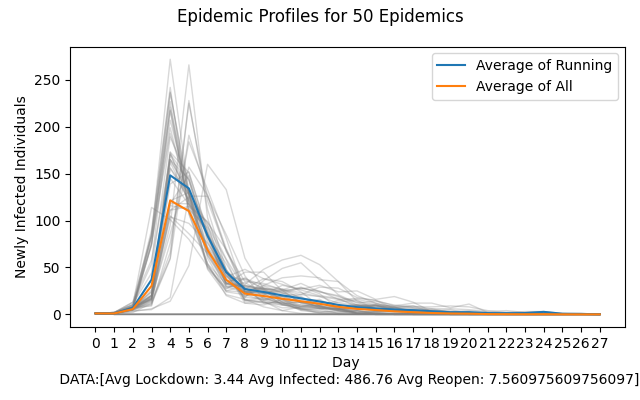 Epidemic Profiles for 50 Epidemics
Average of Running
Average of All
Newly Infected Individuals
250
200
150
100
50
0
0 1 2 3 4 5 6 7 8 9 10 11 12 13 14 15 16 17 18 19 20 21 22 23 24 25 26 27
Day
DATA:[Avg Lockdown: 3.44 Avg Infected: 486.76 Avg Reopen: 7.560975609756097]